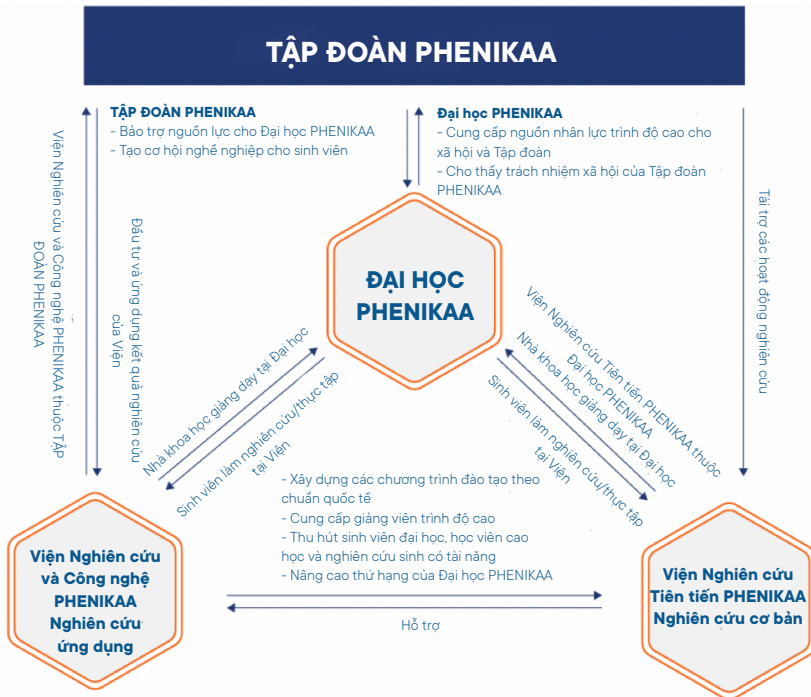 TẬP ĐOÀN PHENIKAA
TẬP ĐOÀN PHENIKAA
- Bảo trợ nguồn lực cho Đại học PHENIKAA
- Tạo cơ hội nghề nghiệp cho sinh viên
Đại học PHENIKAA
- Cung cấp nguồn nhân lực trình độ cao cho
xã hội và Tập đoàn
- Cho thấy trách nhiệm xã hội của Tập đoàn
PHENIKAA
Viện Nghiên cứu và Công nghệ PHENIKAA thuộc TẬP
ĐOÀN PHENIKAA
Đầu tư và ứng dụng kết quả nghiên cứu
của Viện
Tài trợ các hoạt động nghiên cứu
ĐẠI HỌC
PHENIKAA
Nhà khoa học giảng dạy tại Đại học
Sinh viên làm nghiên cứu/thực tập
tại Viện
Viện Nghiên cứu Tiên tiến PHENIKAA thuộc
Đại học PHENIKAA
Nhà khoa học giảng dạy tại Đại học
Sinh viên làm nghiên cứu/thực tập
tại Viện
- Xây dựng các chương trình đào tạo theo
chuẩn quốc tế
- Cung cấp giảng viên trình độ cao
- Thu hút sinh viên đại học, học viên cao
học và nghiên cứu sinh có tài năng
- Nâng cao thứ hạng của Đại học PHENIKAA
Hỗ trợ
Viện Nghiên cứu
và Công nghệ
PHENIKAA
Nghiên cứu
ứng dụng
Viện Nghiên cứu
Tiên tiến PHENIKAA
Nghiên cứu cơ bản